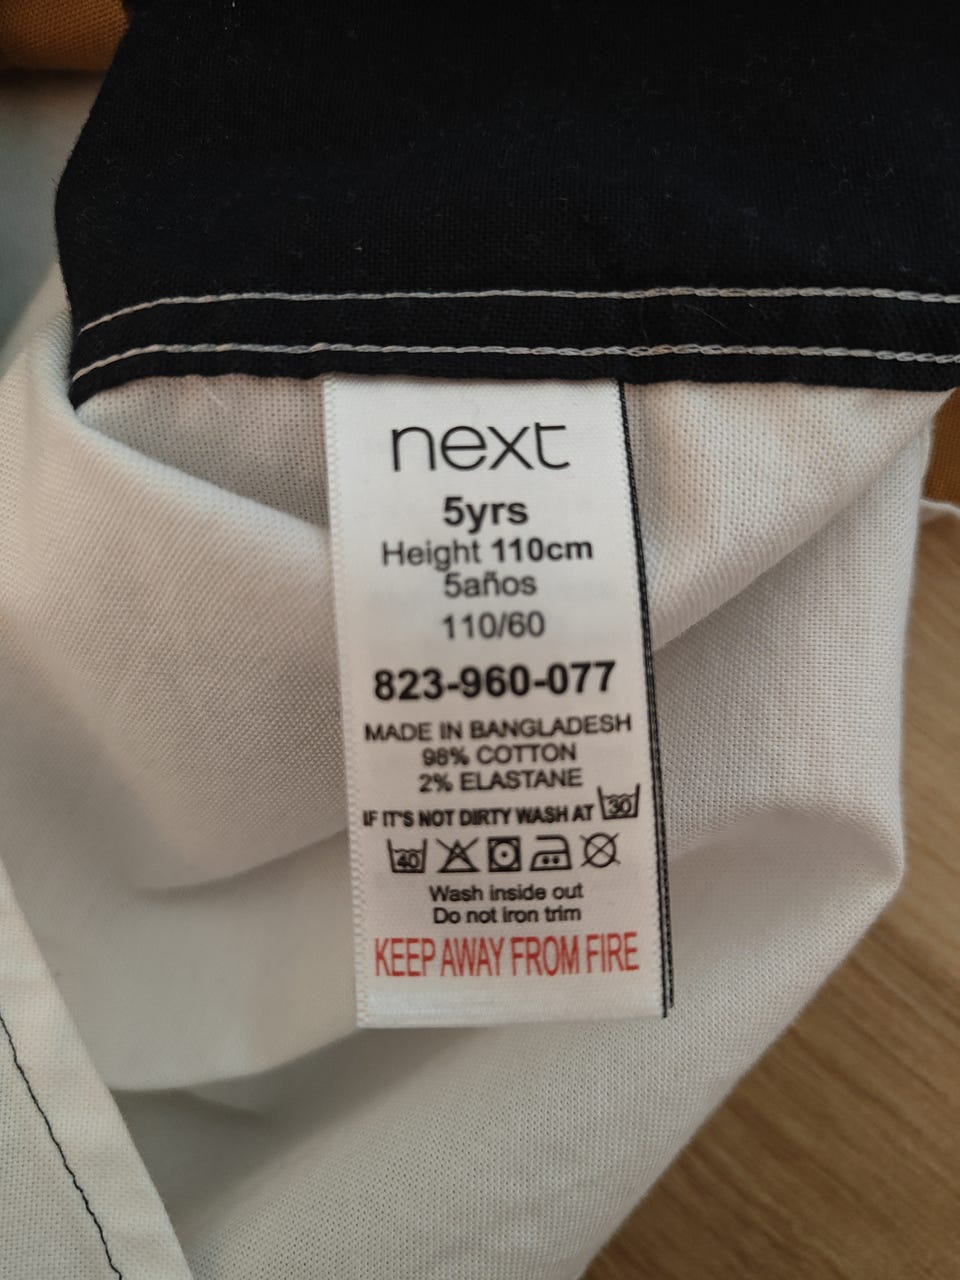 next
5yrs
Height 110cm
5años
110/60
823-960-077
MADE IN BANGLADESH
98% COTTON
2% ELASTANE
IF IT'S NOT DIRTY WASH AT 30
40
Wash inside out
Do not iron trim
KEEP AWAY FROM FIRE